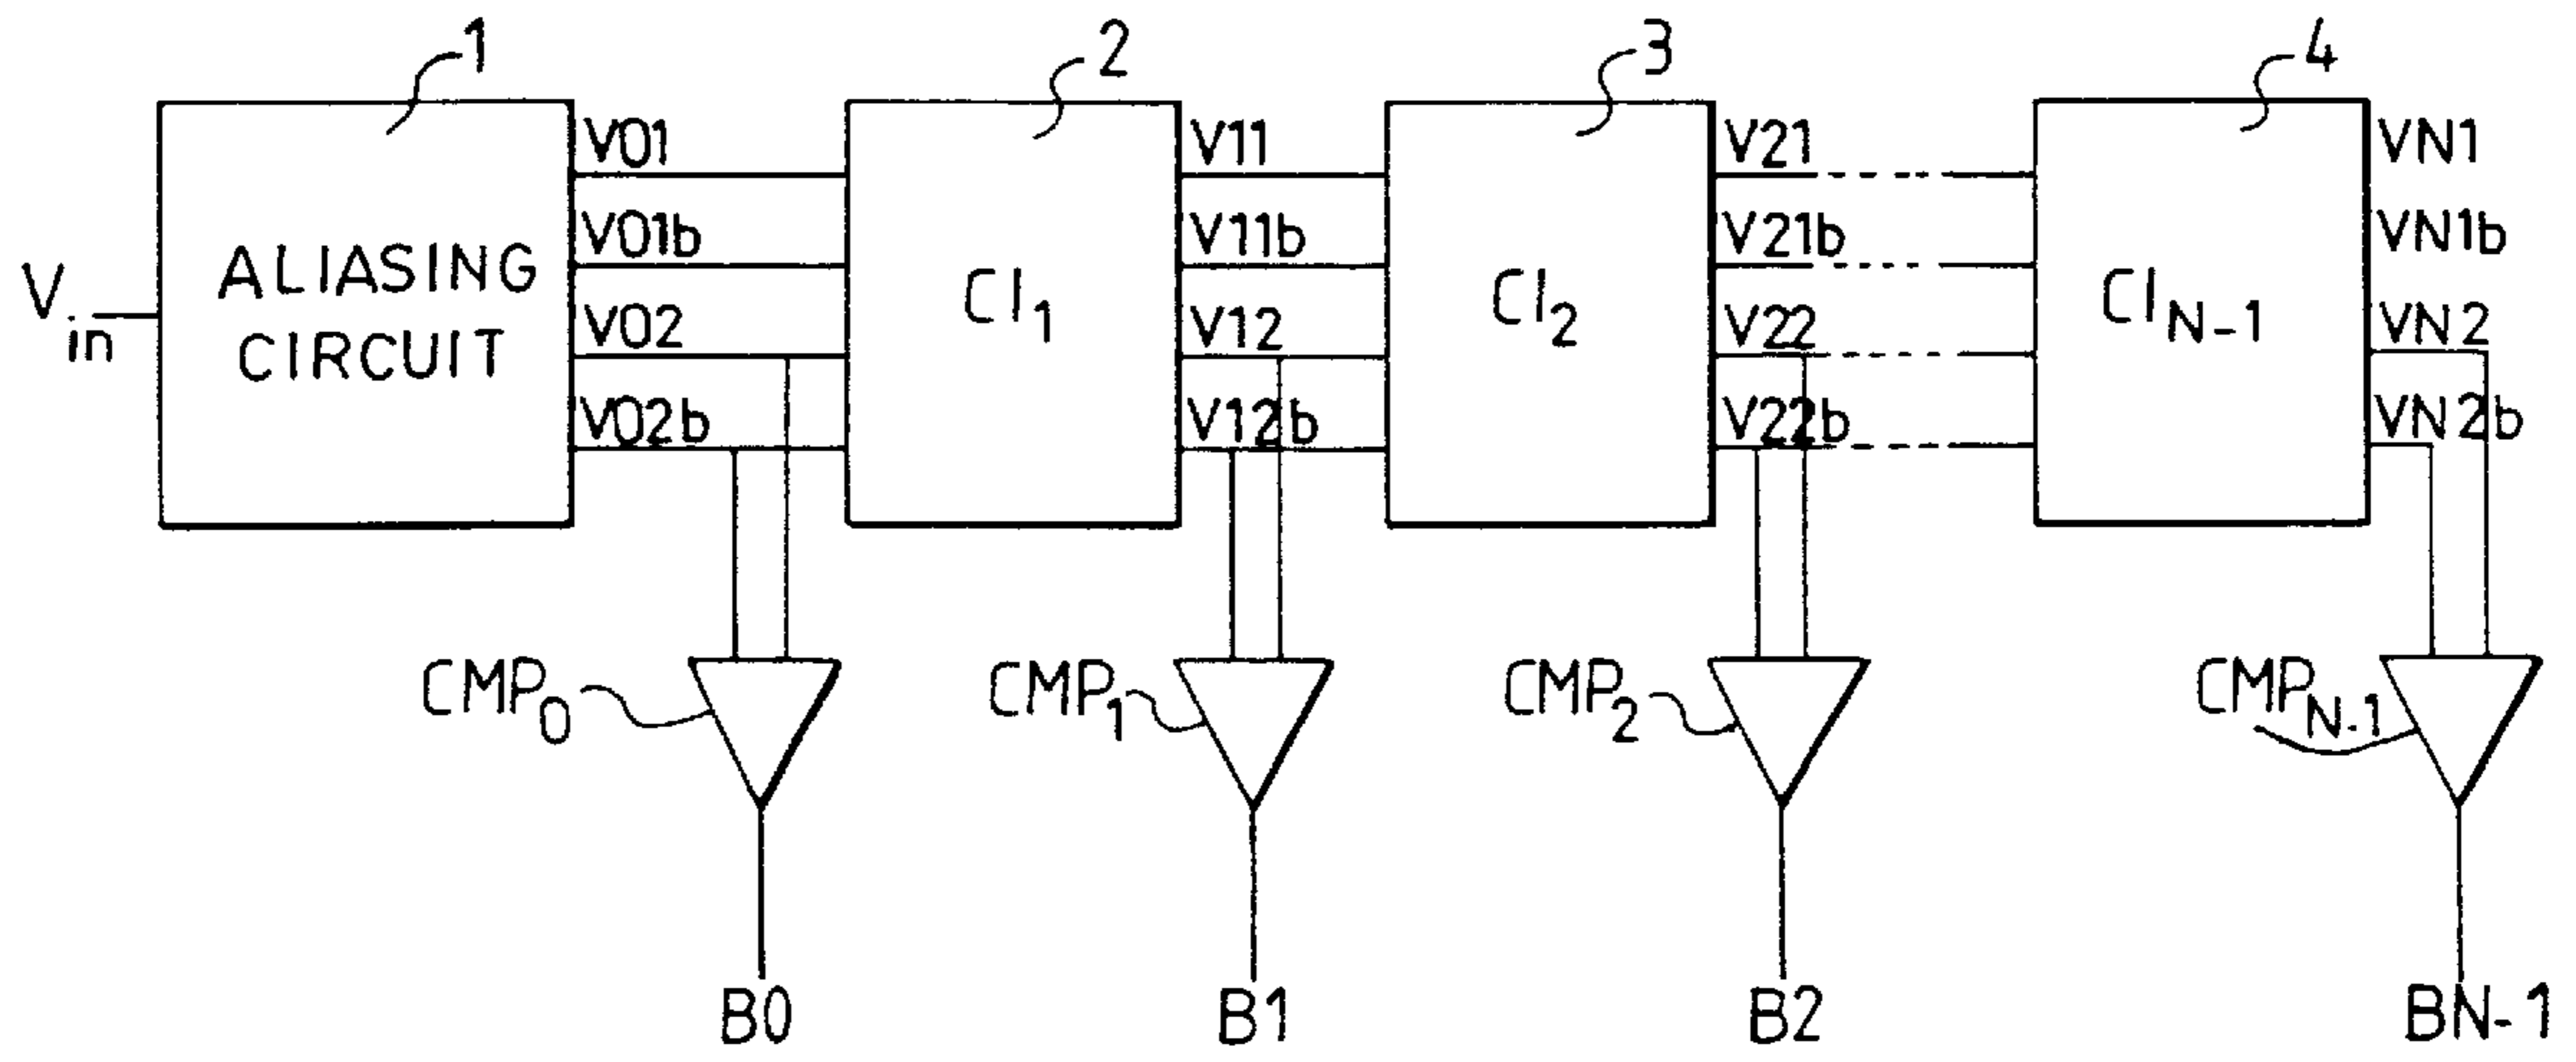 1
2
3
4
V01
V11
V21
VN1
V01b
V11b
V21b
VN1b
Vin
ALIASING
CIRCUIT
CI1
CI2
CIN-1
V02
V12
V22
VN2
V02b
V12b
V22b
VN2b
CMP0
CMP1
CMP2
CMPN-1
B0
B1
B2
BN-1